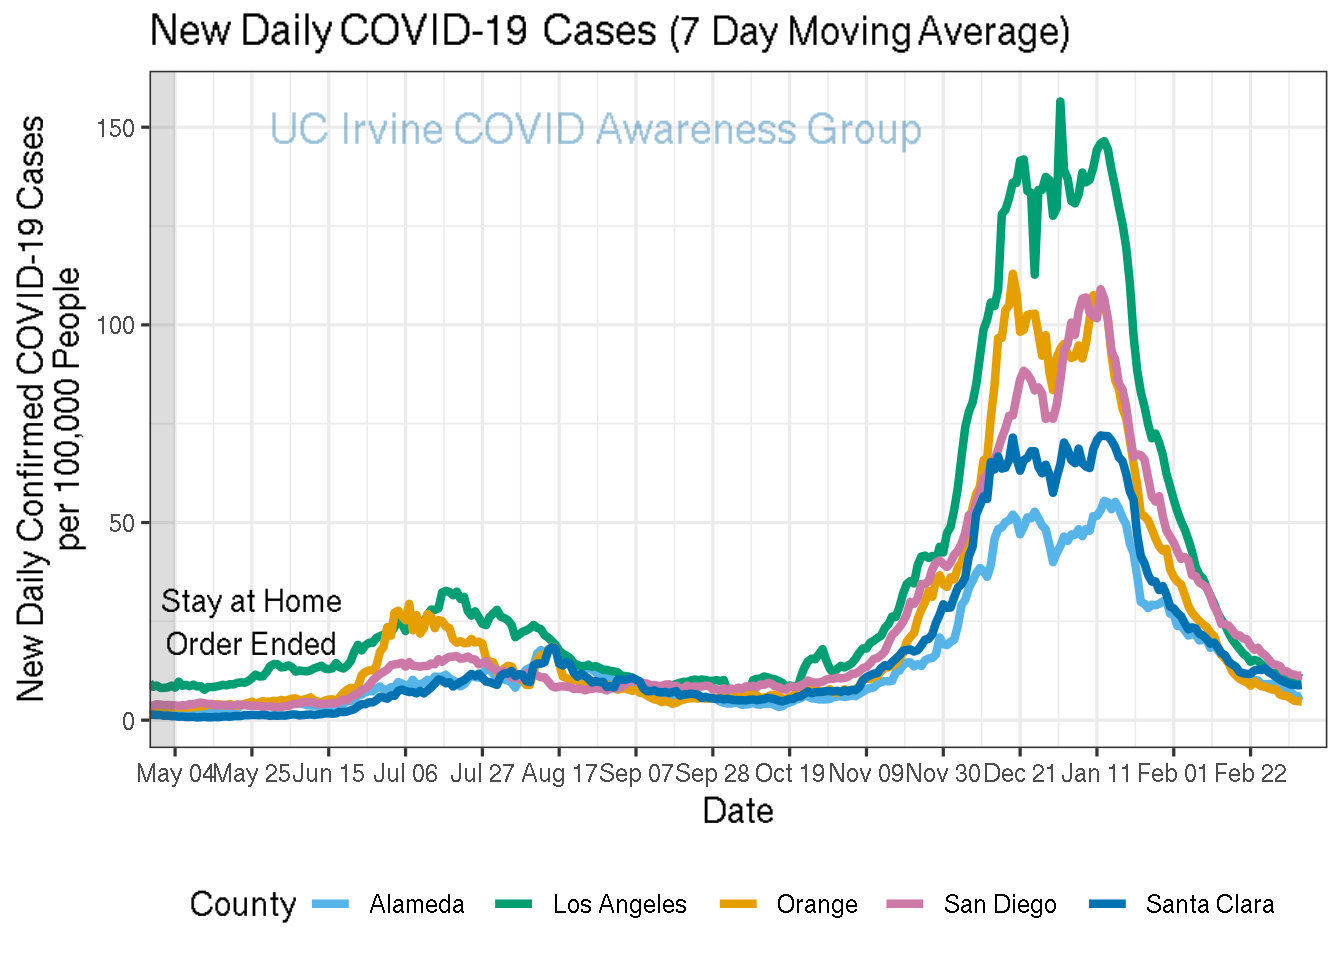 New Daily COVID-19 Cases (7 Day Moving Average)
UC Irvine COVID Awareness Group
New Daily Confirmed COVID-19 Cases
per 100,000 People
150
100
50
0
Stay at Home
Order Ended
May 04 May 25 Jun 15 Jul 06 Jul 27 Aug 17 Sep 07 Sep 28 Oct 19 Nov 09 Nov 30 Dec 21 Jan 11 Feb 01 Feb 22
Date
County Alameda Los Angeles Orange San Diego Santa Clara